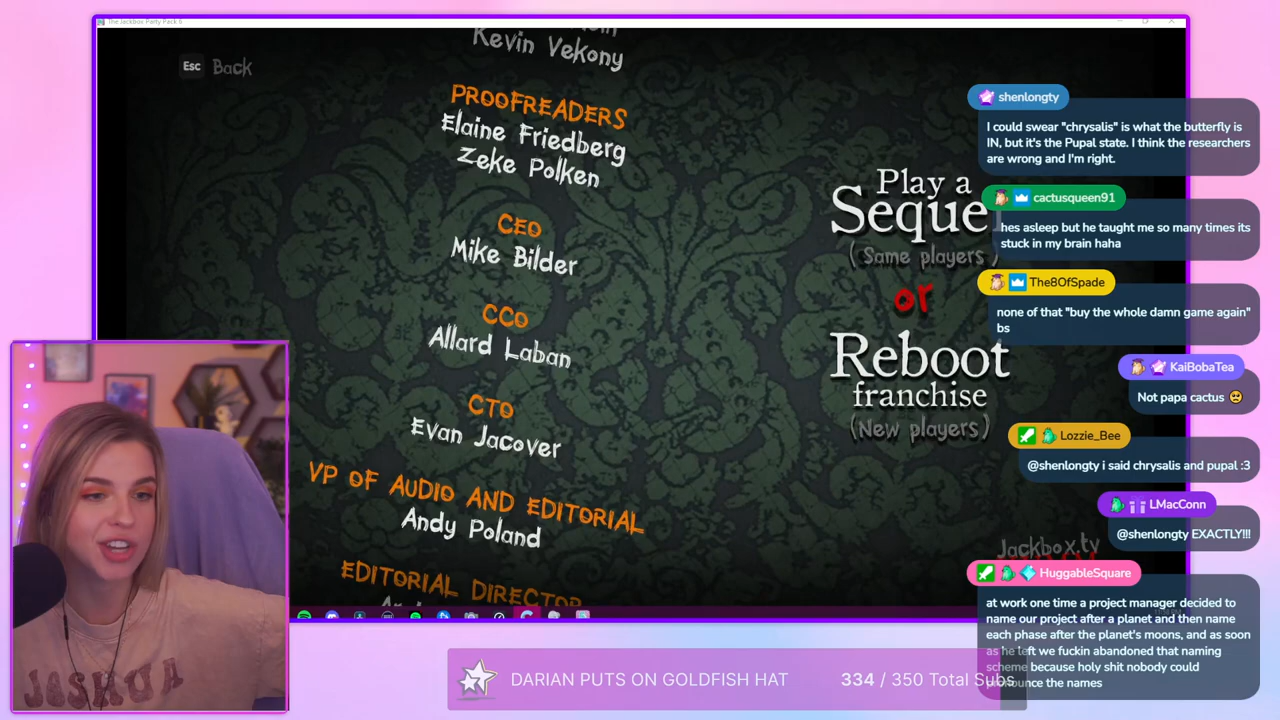 The Jackbox Party Pack 6
Kevin Vekony
Esc Back
PROOFREADERS
Elaine Friedberg
Zeke Polken
CEO
Mike Bilder
CCO
Allard Laban
CTO
Evan Jacover
VP OF AUDIO AND EDITORIAL
Andy Poland
EDITORIAL DIRECTOR
Play a
Seque
(Same players)
or
Reboot
franchise
(New players)
Jackbox.tv
shenlongty
I could swear "chrysalis" is what the butterfly is
IN, but it's the Pupal state. I think the researchers
are wrong and I'm right.
cactusqueen91
hes asleep but he taught me so many times its
stuck in my brain haha
The8OfSpade
none of that "buy the whole damn game again"
bs
KaiBobaTea
Not papa cactus 🥺
Lozzie_Bee
@shenlongty i said chrysalis and pupal :3
LMacConn
@shenlongty EXACTLY!!!
HuggableSquare
at work one time a project manager decided to
name our project after a planet and then name
each phase after the planet's moons, and as soon
as he left we fuckin abandoned that naming
scheme because holy shit nobody could
the names
DARIAN PUTS ON GOLDFISH HAT 334 / 350 Total Subs